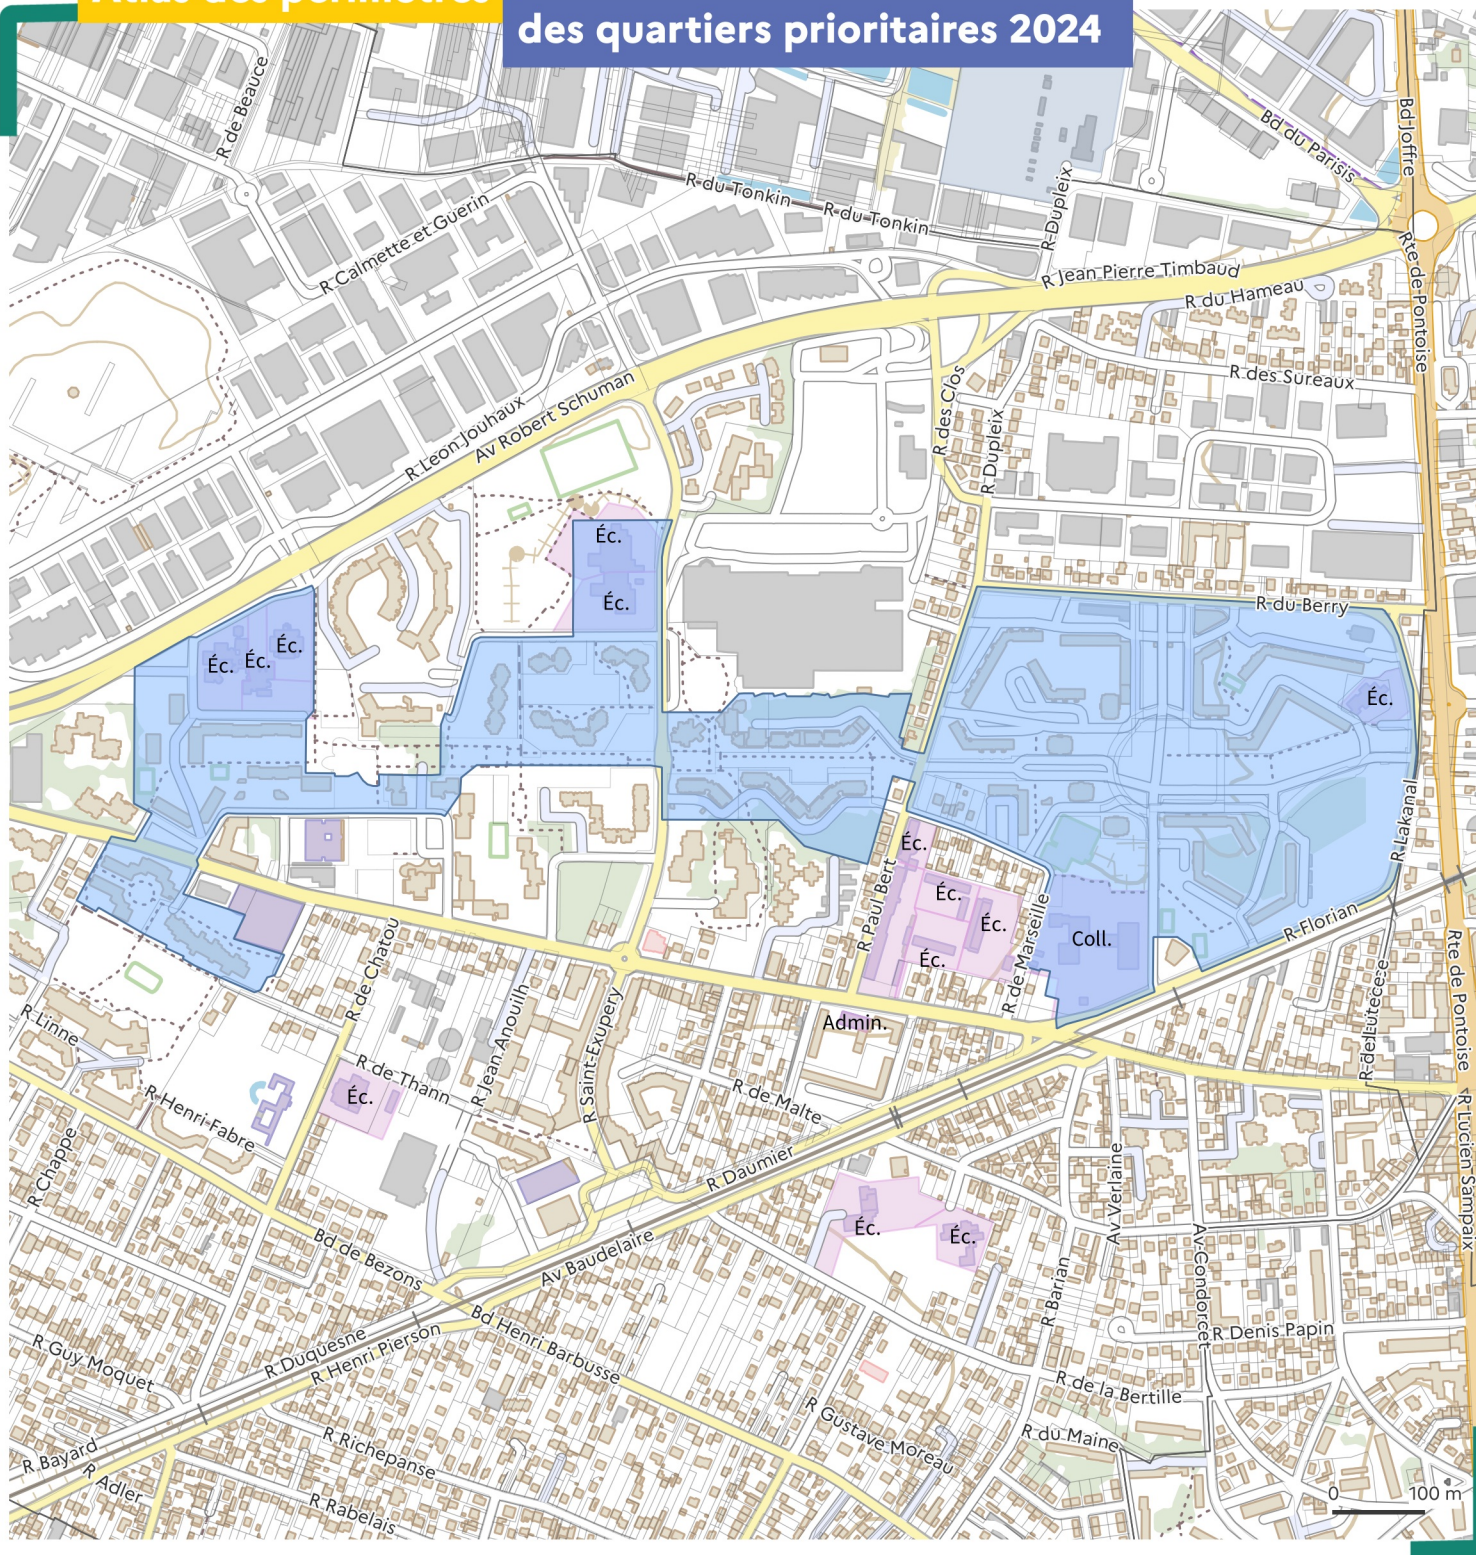 Atlas des périmètres
des quartiers prioritaires 2024
R de Beauce
Bd Joffre
Bd du Parisis
R du Tonkin
R du Tonkin
R Dupleix
R Calmette et Guerin
Rte de Pontoise
R Jean Pierre Timbaud
R du Hameau
R des Sureaux
R Leon Jouhaux
Av Robert Schuman
R des Clos
R Dupleix
Éc.
Éc.
R du Berry
Éc.
Éc.
Éc.
Éc.
R Lakanal
Éc.
R Paul Bert
Éc.
Éc.
Éc.
R de Marseille
Coll.
R Florian
R de Chatou
Rte de Pontoise
R de Lutece
R Linne
R Jean Anouilh
R Saint-Exupery
Admin.
R de Thann
Éc.
R de Malte
R Henri Fabre
R Chappe
R Daumier
R Lucien Sampaix
Av Verlaine
Éc.
Éc.
Bd de Bezons
Av Baudelaire
Av Condorcet
R Barian
Bd Henri Barbusse
R Duquesne
R Henri Pierson
R Denis Papin
R Guy Moquet
R de la Bertille
R Gustave Moreau
R du Maine
R Bayard
R Adler
R Richepanse
R Rabelais
0 100 m